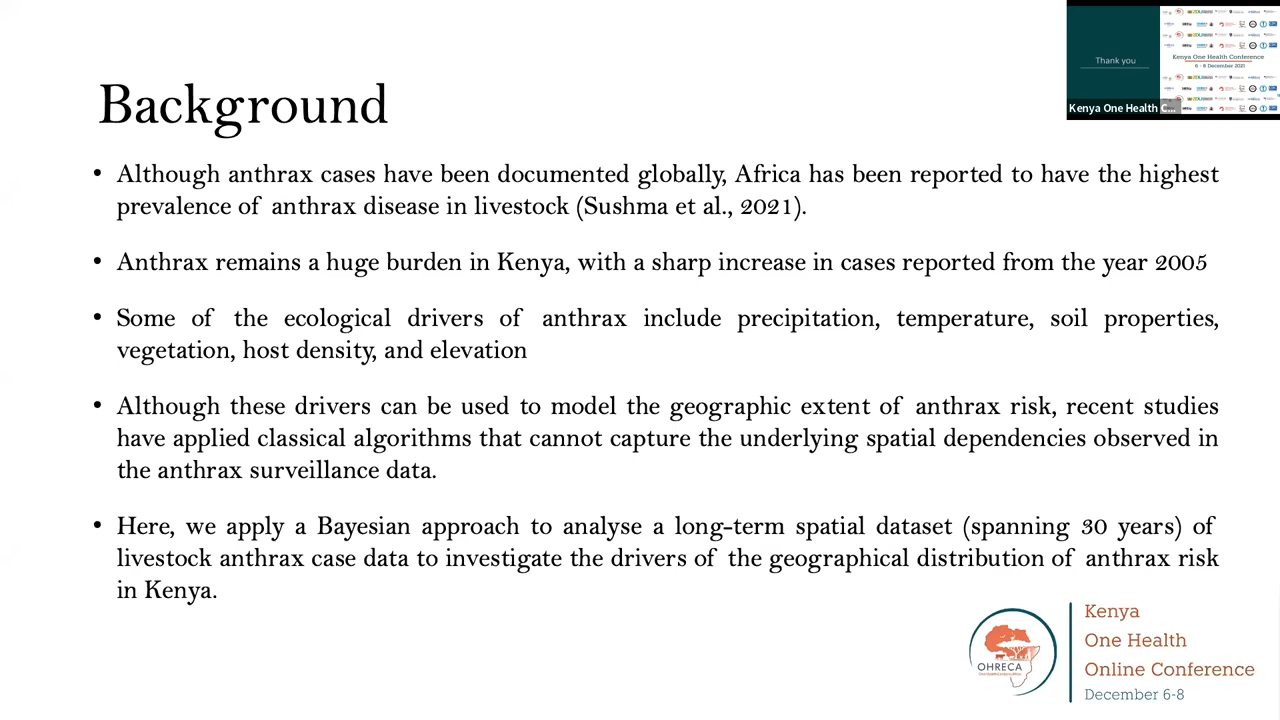 Thank you
Kenya One Health Conference
6 - 8 December 2021
Kenya One Health C...
Background
• Although anthrax cases have been documented globally, Africa has been reported to have the highest
prevalence of anthrax disease in livestock (Sushma et al., 2021).
• Anthrax remains a huge burden in Kenya, with a sharp increase in cases reported from the year 2005
• Some of the ecological drivers of anthrax include precipitation, temperature, soil properties,
vegetation, host density, and elevation
• Although these drivers can be used to model the geographic extent of anthrax risk, recent studies
have applied classical algorithms that cannot capture the underlying spatial dependencies observed in
the anthrax surveillance data.
• Here, we apply a Bayesian approach to analyse a long-term spatial dataset (spanning 30 years) of
livestock anthrax case data to investigate the drivers of the geographical distribution of anthrax risk
in Kenya.
OHRECA
Kenya
One Health
Online Conference
December 6-8